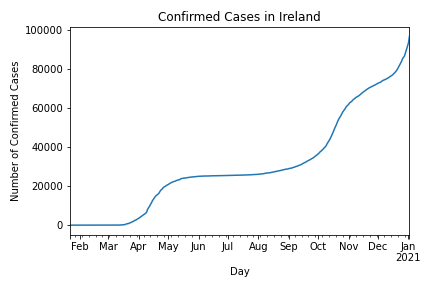 Confirmed Cases in Ireland
100000
80000
60000
40000
20000
0
Number of Confirmed Cases
Feb Mar Apr May Jun Jul Aug Sep Oct Nov Dec Jan
2021
Day